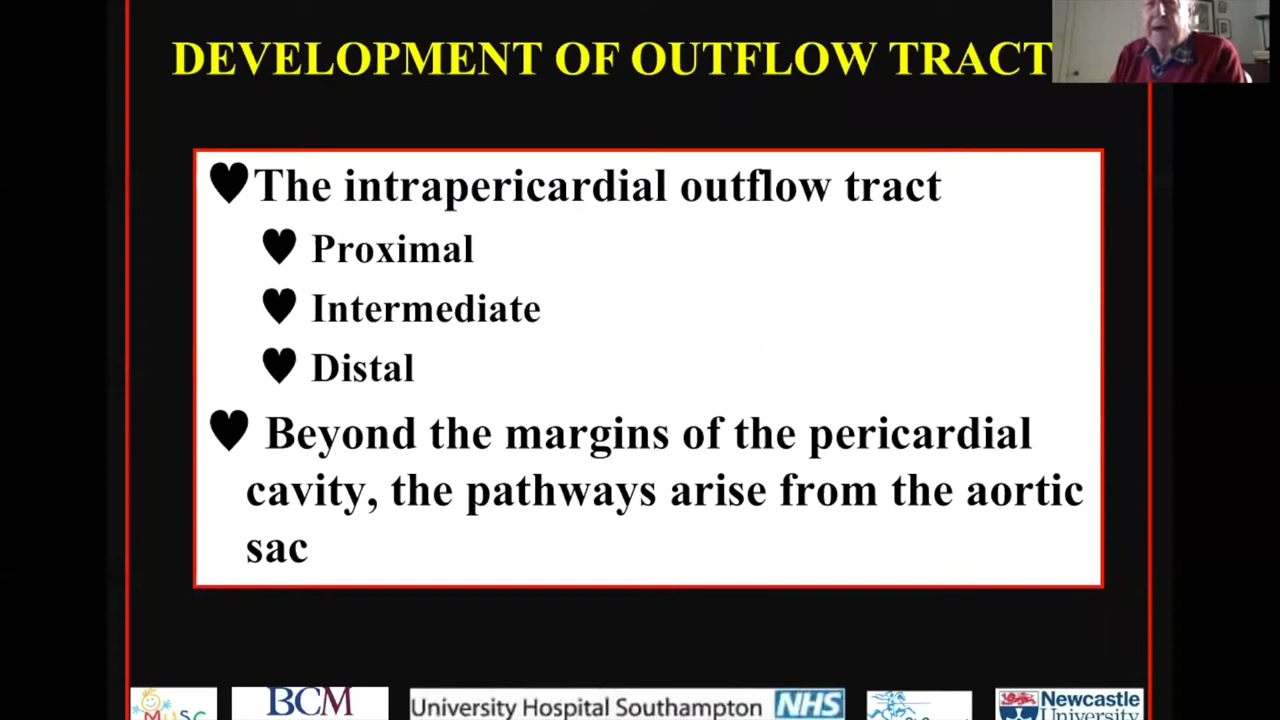 DEVELOPMENT OF OUTFLOW TRACT
The intrapericardial outflow tract
Proximal
Intermediate
Distal
Beyond the margins of the pericardial
cavity, the pathways arise from the aortic
sac
MUSC
BCM
University Hospital Southampton NHS
Newcastle
University